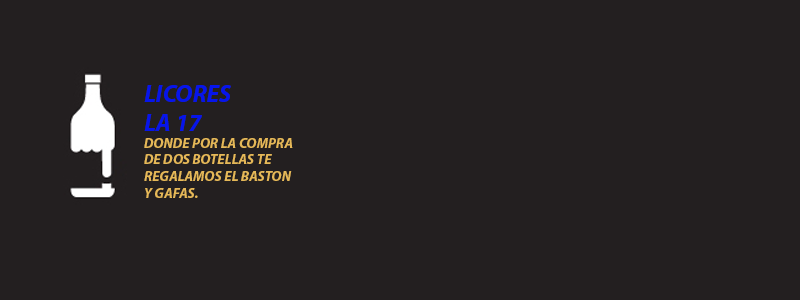 LICORES
LA 17
DONDE POR LA COMPRA
DE DOS BOTELLAS TE
REGALAMOS EL BASTON
Y GAFAS.